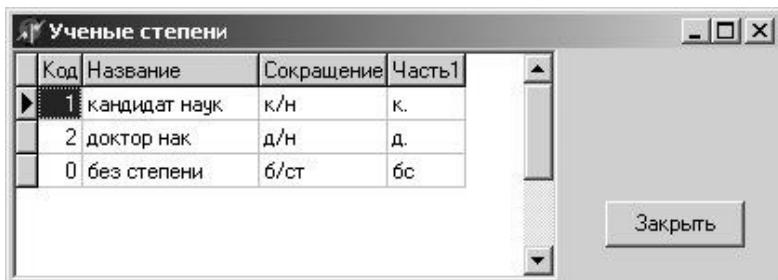 Ученые степени
Код Название Сокращение Часть1
1 кандидат наук к/н к.
2 доктор нак д/н д.
0 без степени б/ст бс
Закрыть